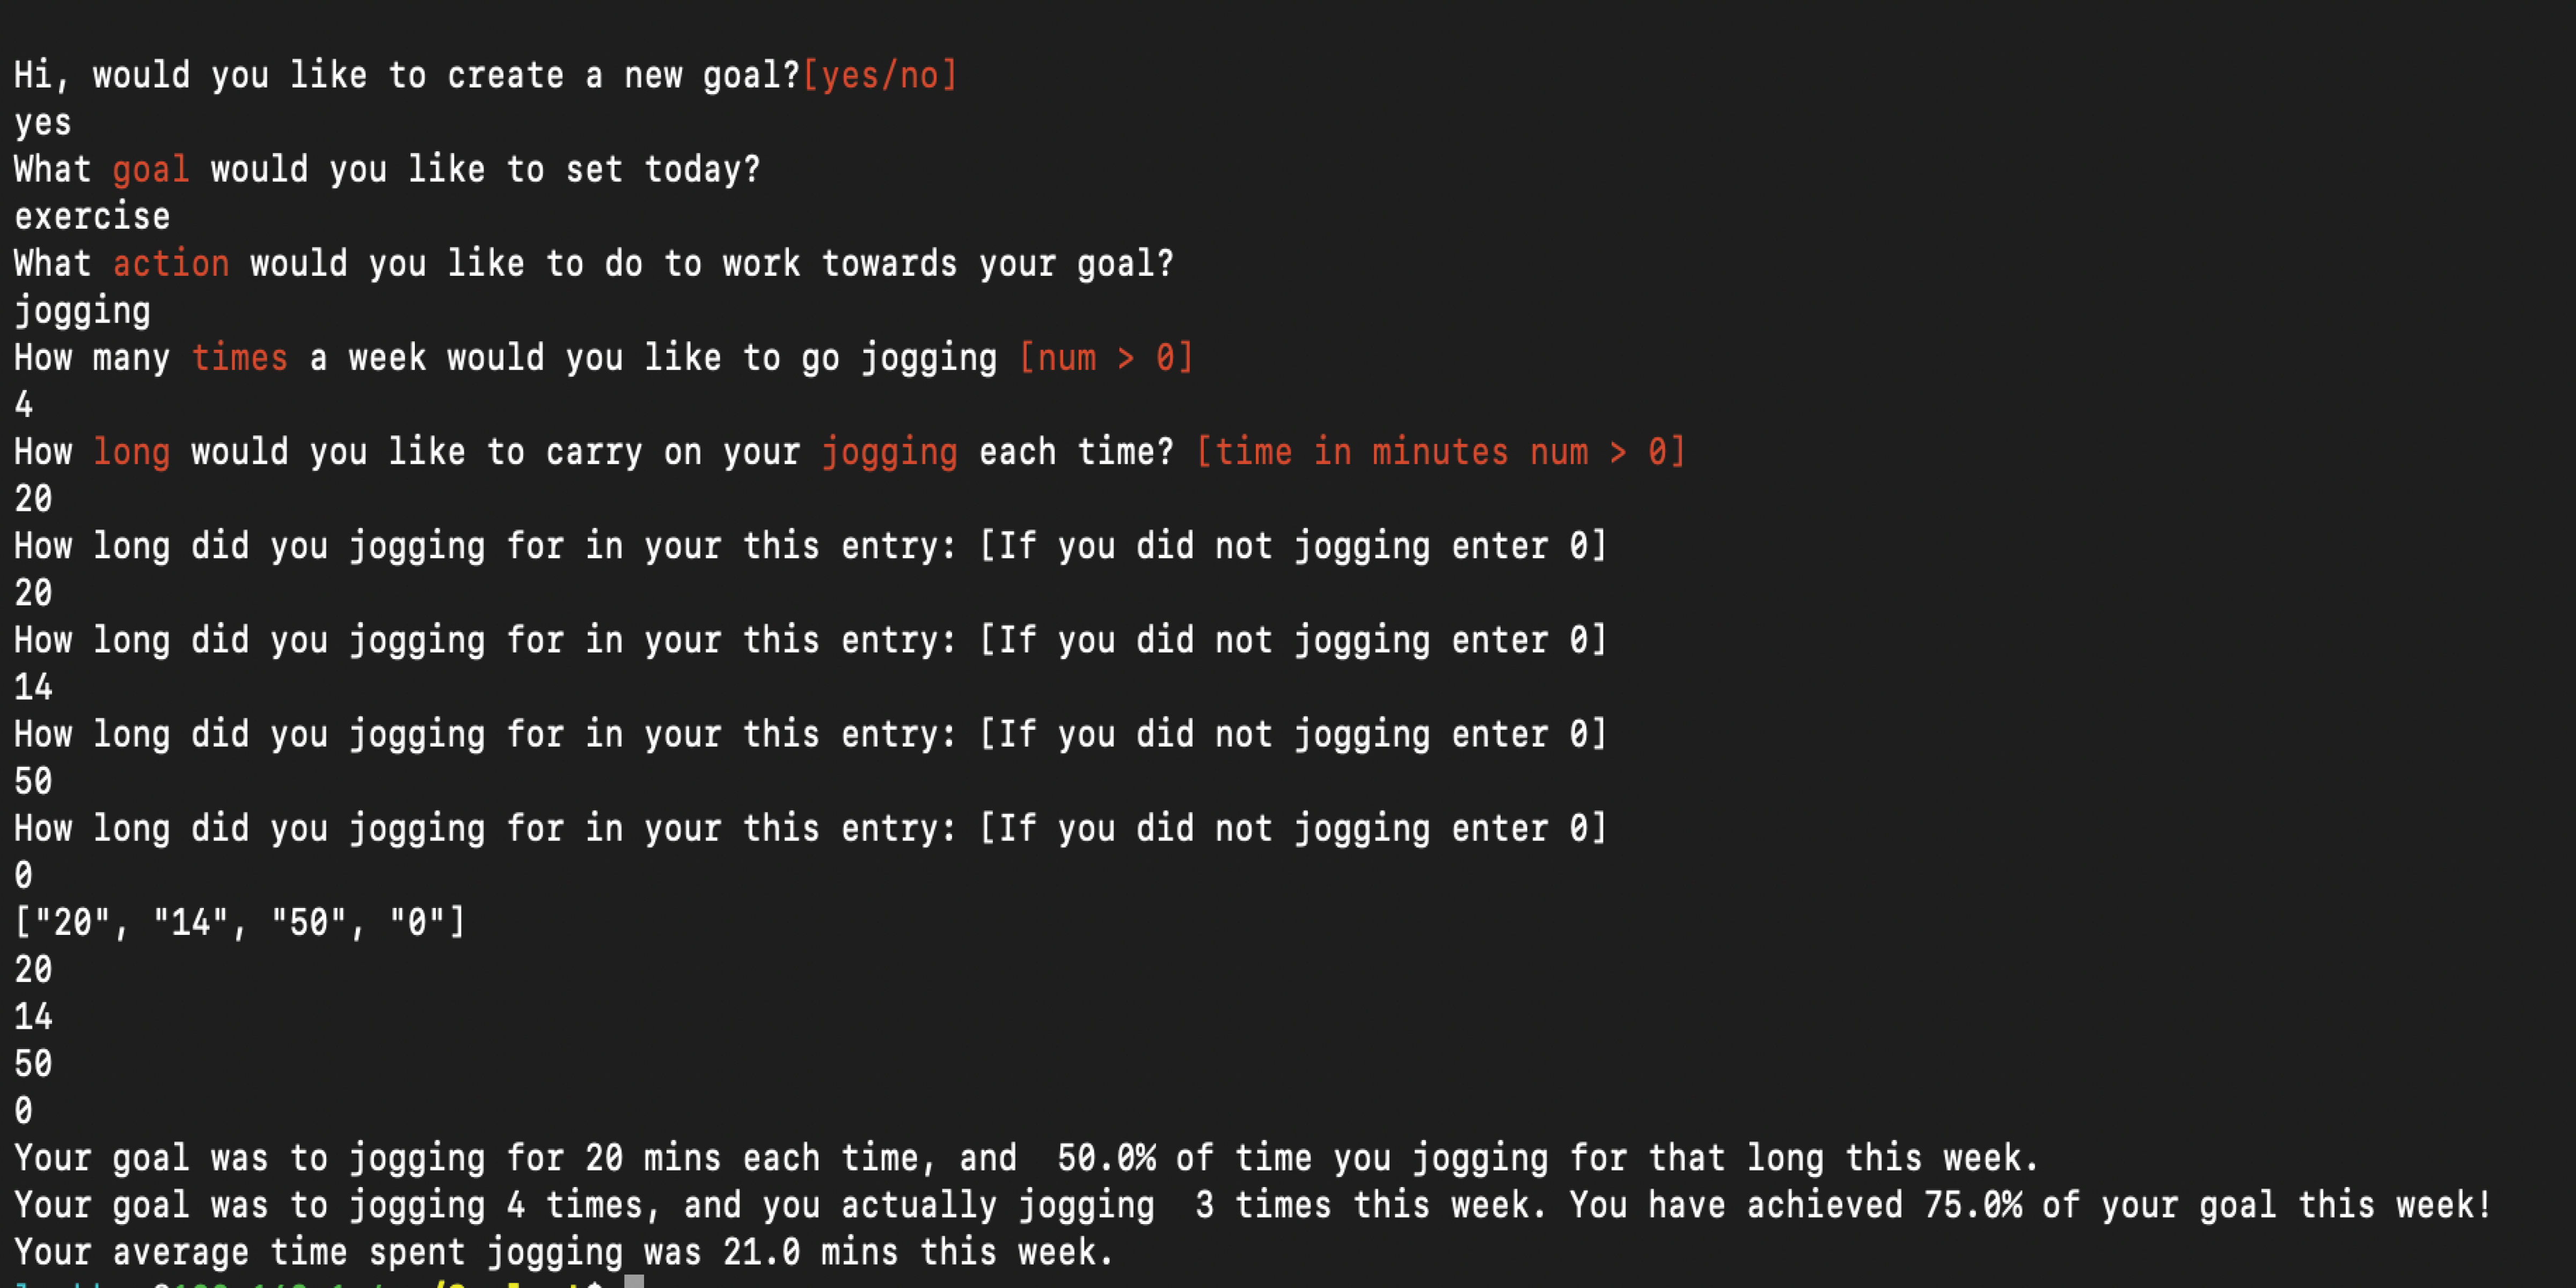 Hi, would you like to create a new goal?[yes/no]
yes
What goal would you like to set today?
exercise
What action would you like to do to work towards your goal?
jogging
How many times a week would you like to go jogging [num > 0]
4
How long would you like to carry on your jogging each time? [time in minutes num > 0]
20
How long did you jogging for in your this entry: [If you did not jogging enter 0]
20
How long did you jogging for in your this entry: [If you did not jogging enter 0]
14
How long did you jogging for in your this entry: [If you did not jogging enter 0]
50
How long did you jogging for in your this entry: [If you did not jogging enter 0]
0
["20", "14", "50", "0"]
20
14
50
0
Your goal was to jogging for 20 mins each time, and  50.0% of time you jogging for that long this week.
Your goal was to jogging 4 times, and you actually jogging  3 times this week. You have achieved 75.0% of your goal this week!
Your average time spent jogging was 21.0 mins this week.